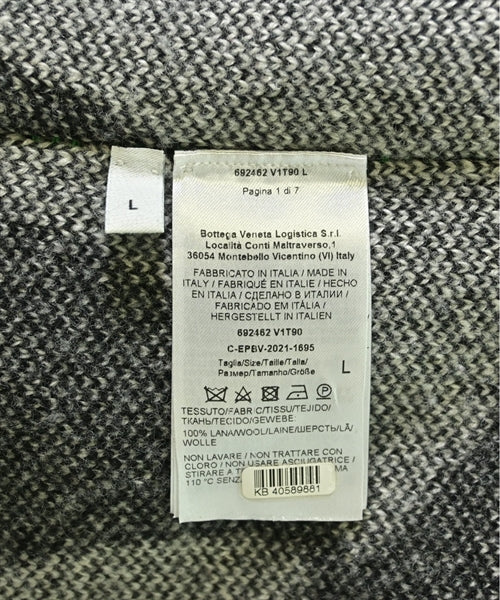 L
692462 V1T90 L
Pagina 1 di 7
Bottega Veneta Logistica S.r.l.
Località Conti Maltraverso,1
36054 Montebello Vicentino (VI) Italy
FABBRICATO IN ITALIA / MADE IN
ITALY / FABRIQUÉ EN ITALIE / HECHO
EN ITALIA / СДЕЛАНО В ИТАЛИИ /
FABRICADO EM ITÁLIA /
HERGESTELLT IN ITALIEN
692462 V1T90
C-EPBV-2021-1695
Taglia/Size/Taille/Talla/
Размер/Tamanho/Größe
L
TESSUTO/FABRIC/TISSU/TEJIDO/
ТКАНЬ/TECIDO/GEWEBE
100% LANA/WOOL/LAINE/ШЕРСТЬ/LÃ/
WOLLE
NON LAVARE / NON TRATTARE CON
CLORO / NON USARE ASCIUGATRICE /
STIRARE A
110 °C
KB 40589881